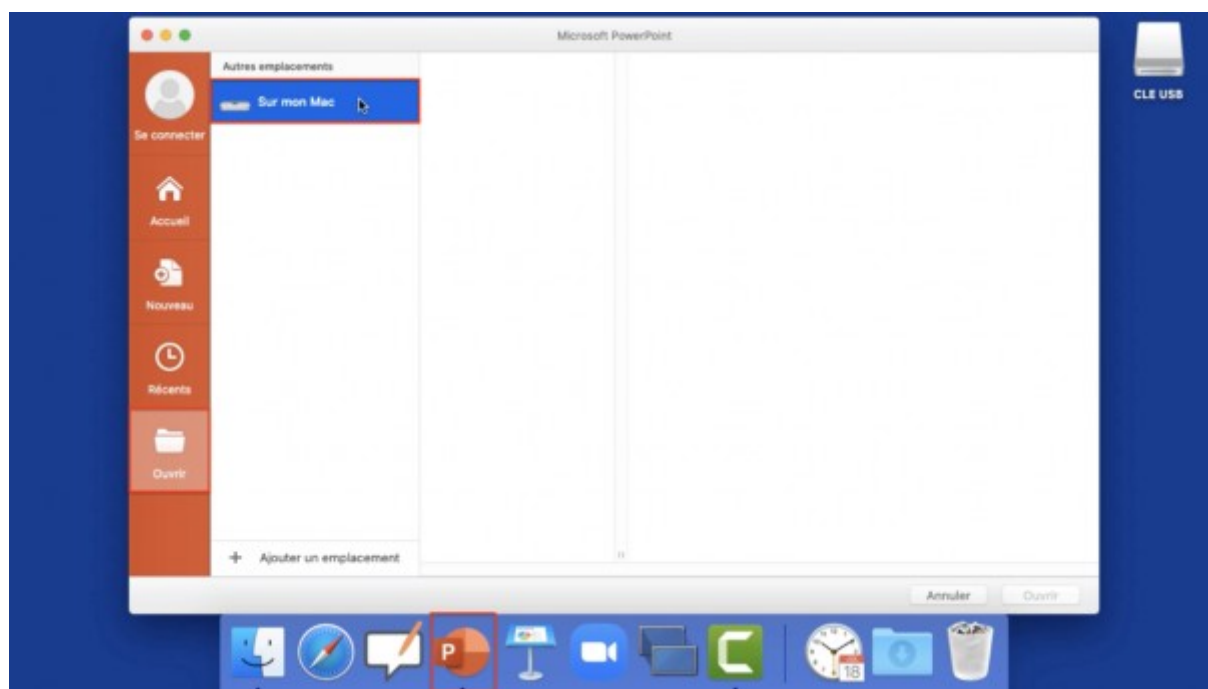 Microsoft PowerPoint
Autres emplacements
Sur mon Mac
CLE USB
Se connecter
Accueil
Nouveau
Récents
Ouvrir
+ Ajouter un emplacement
Annuler
Ouvrir
P
18